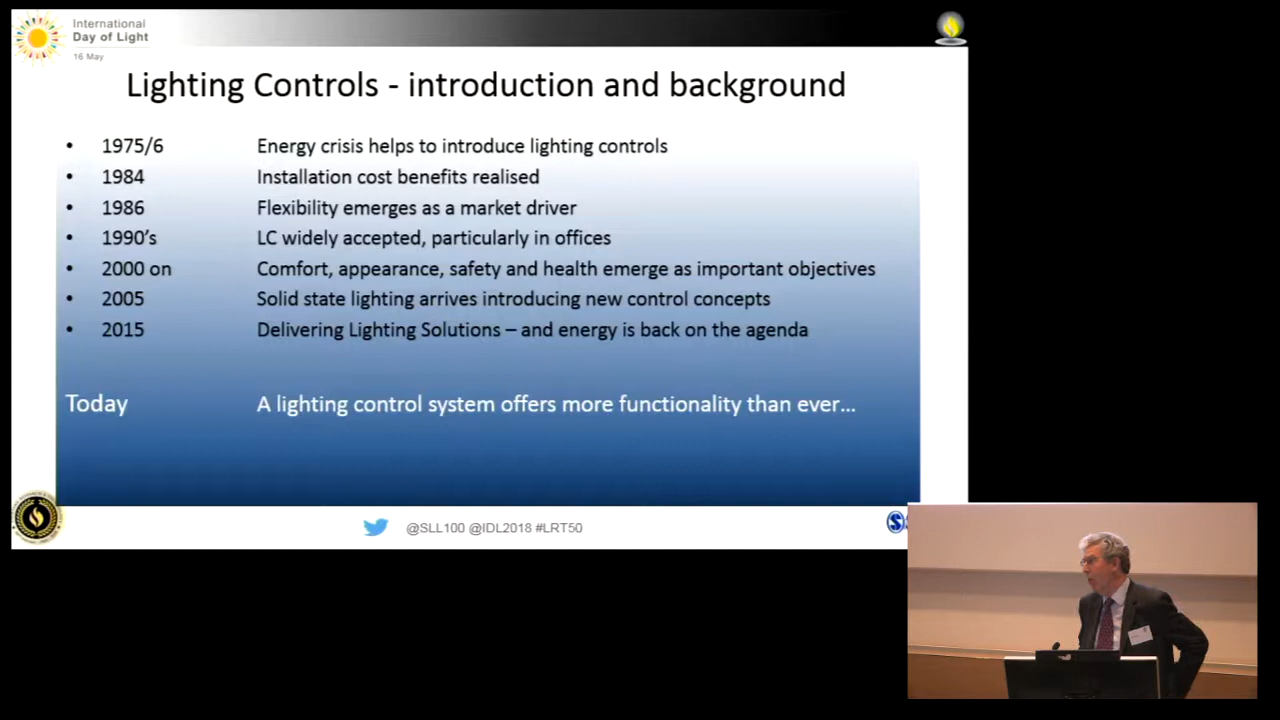 International
Day of Light
16 May
Lighting Controls - introduction and background
• 1975/6 Energy crisis helps to introduce lighting controls
• 1984 Installation cost benefits realised
• 1986 Flexibility emerges as a market driver
• 1990’s LC widely accepted, particularly in offices
• 2000 on Comfort, appearance, safety and health emerge as important objectives
• 2005 Solid state lighting arrives introducing new control concepts
• 2015 Delivering Lighting Solutions – and energy is back on the agenda
Today A lighting control system offers more functionality than ever…
@SLL100 @IDL2018 #LRT50